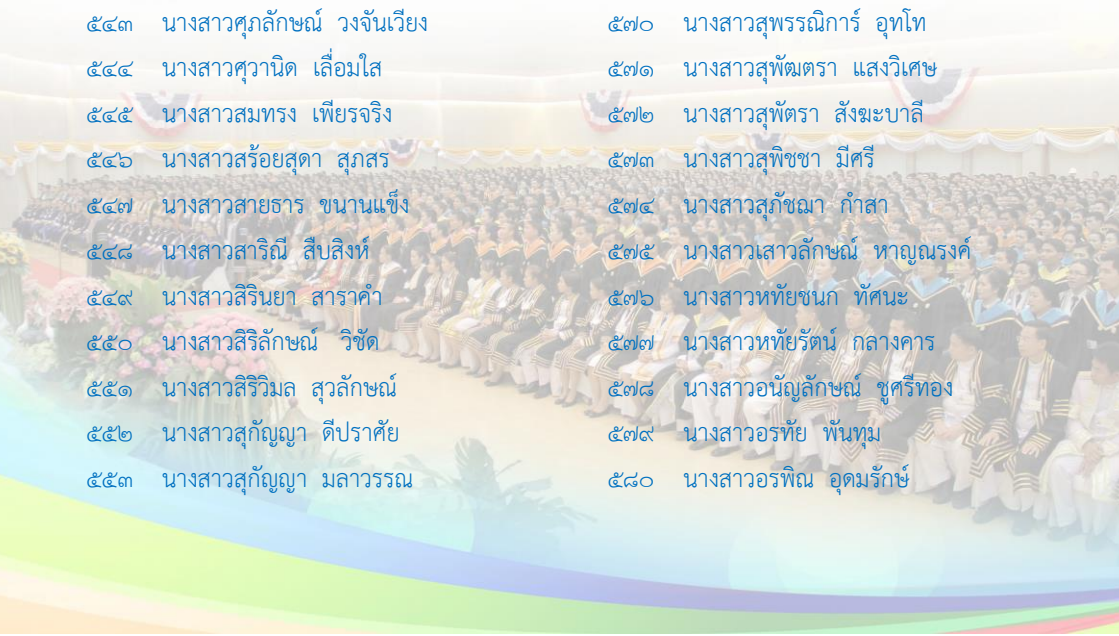 ๕๔๓ นางสาวศุภลักษณ์ วงจันเวียง
๕๔๔ นางสาวศุวานิด เลื่อมใส
๕๔๕ นางสาวสมทรง เพียรจริง
๕๔๖ นางสาวสร้อยสุดา สุภสร
๕๔๗ นางสาวสายธาร ขนานแข็ง
๕๔๘ นางสาวสาริณี สืบสิงห์
๕๔๙ นางสาวสิรินยา สาราคำ
๕๕๐ นางสาวสิริลักษณ์ วิชัด
๕๕๑ นางสาวสิริวิมล สุวลักษณ์
๕๕๒ นางสาวสุกัญญา ดีปราศัย
๕๕๓ นางสาวสุกัญญา มลาวรรณ
๕๗๐ นางสาวสุพรรณิการ์ อุทโท
๕๗๑ นางสาวสุพัฒตรา แสงวิเศษ
๕๗๒ นางสาวสุพัตรา สังฆะบาลี
๕๗๓ นางสาวสุพิชชา มีศรี
๕๗๔ นางสาวสุภัชฌา กำสา
๕๗๕ นางสาวเสาวลักษณ์ หาญณรงค์
๕๗๖ นางสาวหทัยชนก ทัศนะ
๕๗๗ นางสาวหทัยรัตน์ กลางคาร
๕๗๘ นางสาวอนัญลักษณ์ ชูศรีทอง
๕๗๙ นางสาวอรทัย พันทุม
๕๘๐ นางสาวอรพิณ อุดมรักษ์